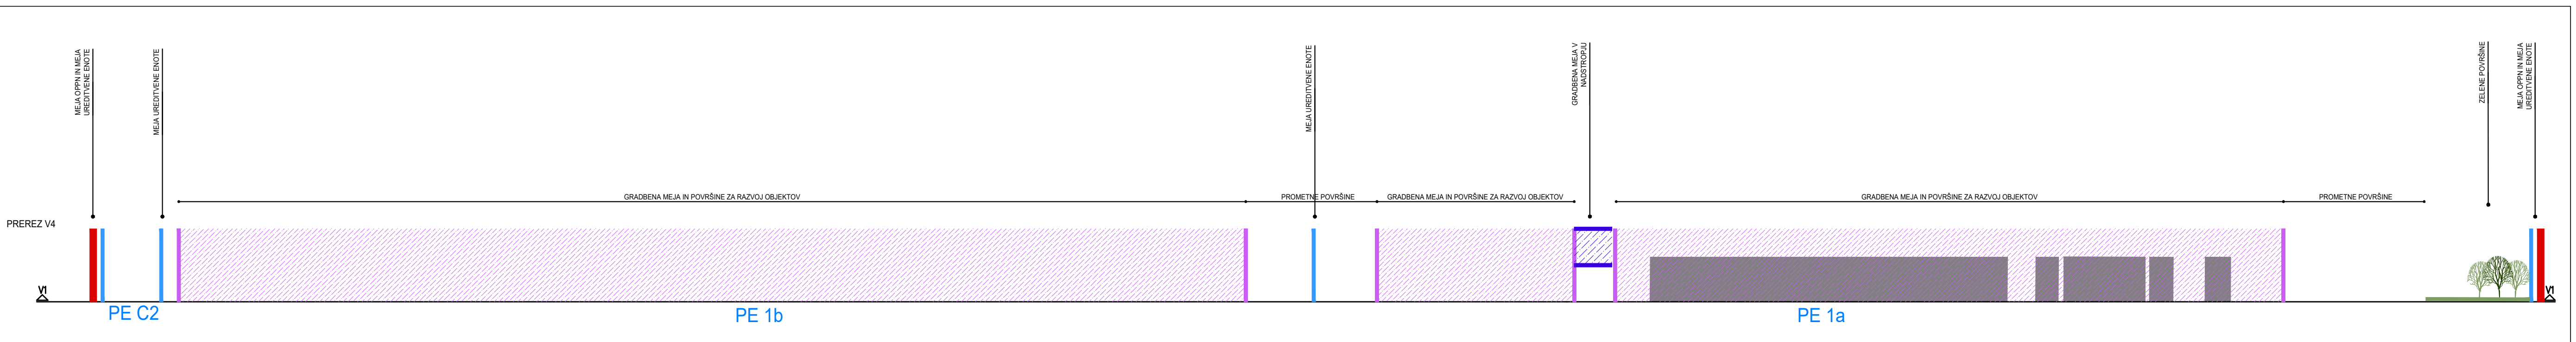 MEJA OPPN IN MEJA
UREDITVENE ENOTE
MEJA UREDITVENE ENOTE
MEJA UREDITVENE ENOTE
GRADBENA MEJA V
NADSTROPJU
ZELENE POVRŠINE
MEJA OPPN IN MEJA
UREDITVENE ENOTE
GRADBENA MEJA IN POVRŠINE ZA RAZVOJ OBJEKTOV
PROMETNE POVRŠINE
GRADBENA MEJA IN POVRŠINE ZA RAZVOJ OBJEKTOV
GRADBENA MEJA IN POVRŠINE ZA RAZVOJ OBJEKTOV
PROMETNE POVRŠINE
PREREZ V4
V1
V1
PE C2
PE 1b
PE 1a